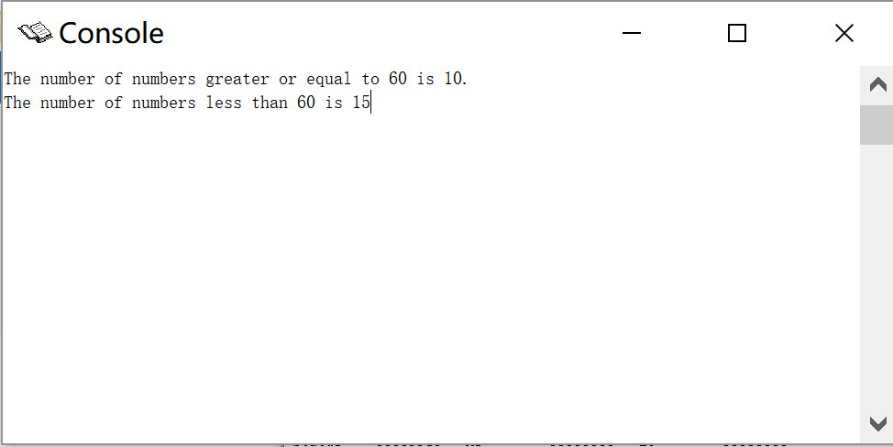 Console
The number of numbers greater or equal to 60 is 10.
The number of numbers less than 60 is 15